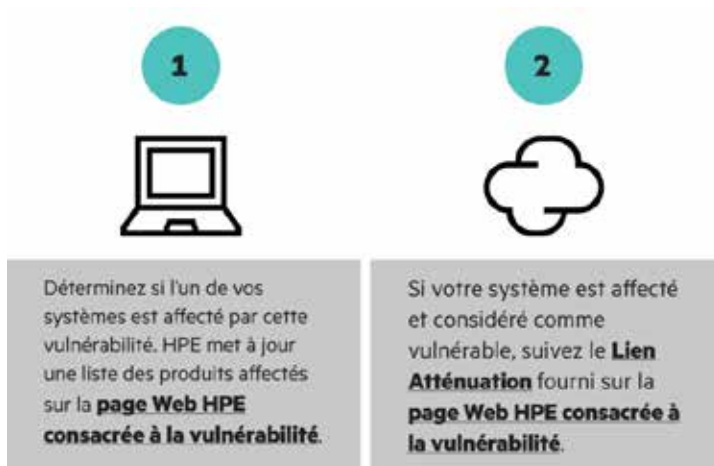 1
Déterminez si l'un de vos
systèmes est affecté par cette
vulnérabilité. HPE met à jour
une liste des produits affectés
sur la page Web HPE
consacrée à la vulnérabilité.
2
Si votre système est affecté
et considéré comme
vulnérable, suivez le Lien
Atténuation fourni sur la
page Web HPE consacrée à
la vulnérabilité.